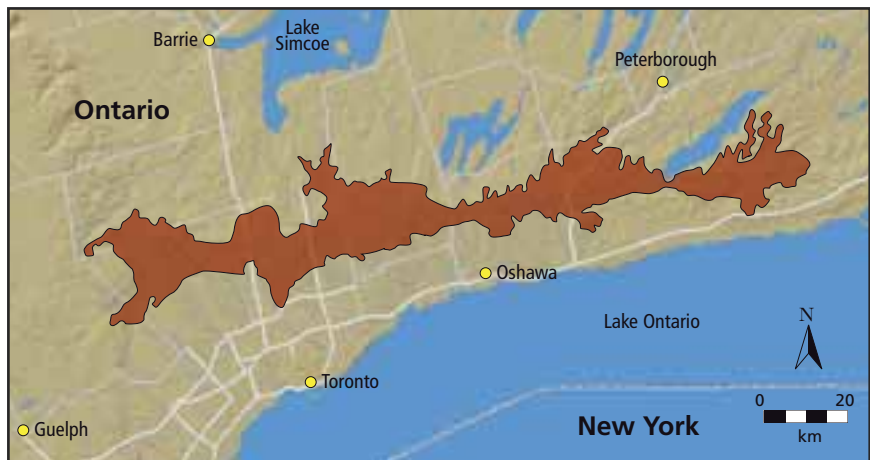 Barrie
Lake
Simcoe
Peterborough
Ontario
Oshawa
Lake Ontario
N
Toronto
0 20
km
Guelph
New York